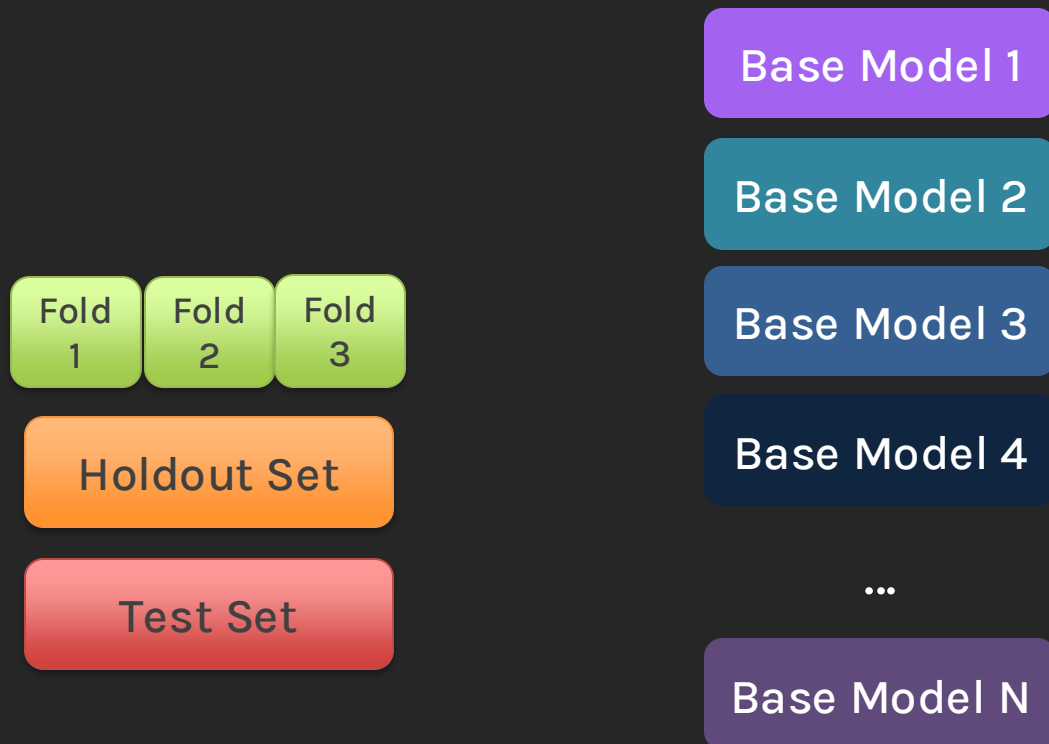 Fold
1
Fold
2
Fold
3
Holdout Set
Test Set
Base Model 1
Base Model 2
Base Model 3
Base Model 4
...
Base Model N